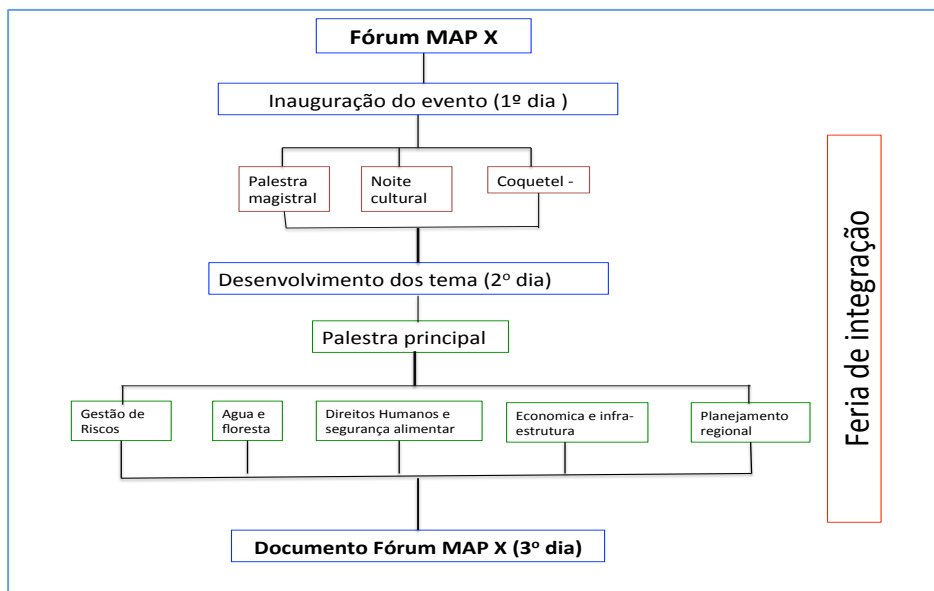 Fórum MAP X
Inauguração do evento (1º dia )
Palestra
magistral
Noite
cultural
Coquetel -
Desenvolvimento dos tema (2º dia)
Palestra principal
Gestão de
Riscos
Agua e
floresta
Direitos Humanos e
segurança alimentar
Economica e infra-
estrutura
Planejamento
regional
Documento Fórum MAP X (3º dia)
Feria de integração